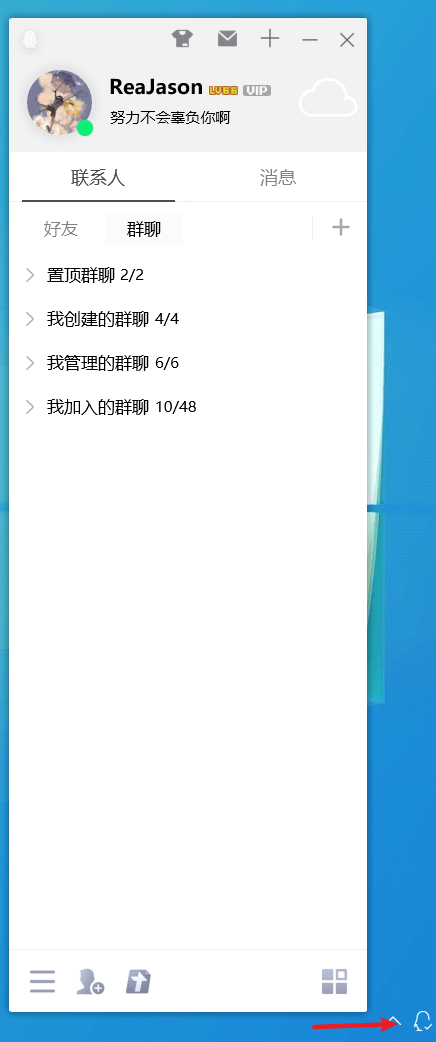 ReaJason LV66 VIP
努力不会辜负你啊
联系人 消息
好友 群聊
置顶群聊 2/2
我创建的群聊 4/4
我管理的群聊 6/6
我加入的群聊 10/48